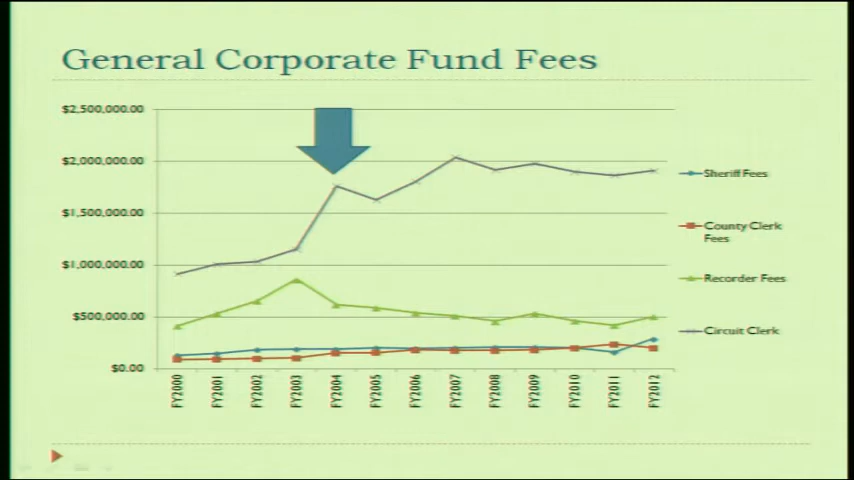 General Corporate Fund Fees
$2,500,000.00
$2,000,000.00
$1,500,000.00
$1,000,000.00
$500,000.00
$0.00
FY2000
FY2001
FY2002
FY2003
FY2004
FY2005
FY2006
FY2007
FY2008
FY2009
FY2010
FY2011
FY2012
Sheriff Fees
County Clerk
Fees
Recorder Fees
Circuit Clerk